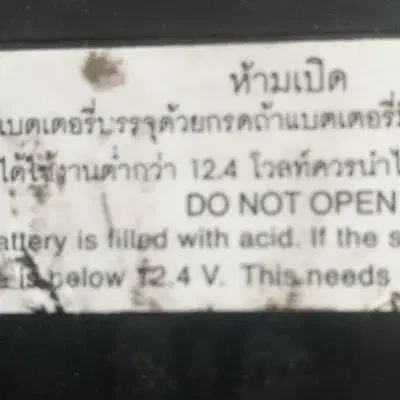 ห้ามเปิด
แบตเตอรี่บรรจุด้วยกรดถ้าแบตเตอรี่
ได้ใช้งานต่ำกว่า 12.4 โวลท์ควรนำไ
DO NOT OPEN
attery is filled with acid. If the s
is below 12.4 V. This needs